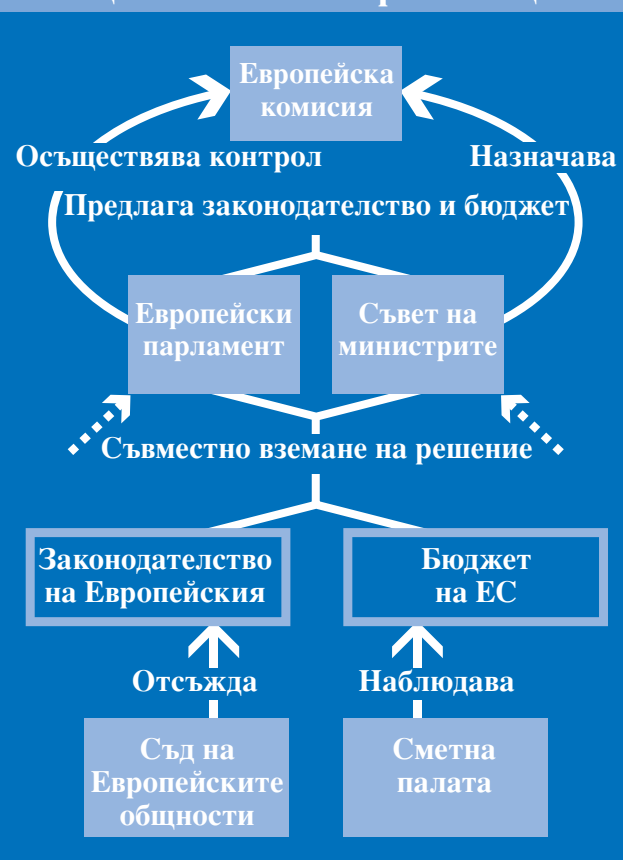 Европейска
комисия
Осъществява контрол
Назначава
Предлага законодателство и бюджет
Европейски
парламент
Съвет на
министрите
Съвместно вземане на решение
Законодателство
на Европейския
Бюджет
на ЕС
Отсъжда
Наблюдава
Съд на
Европейските
общности
Сметна
палата